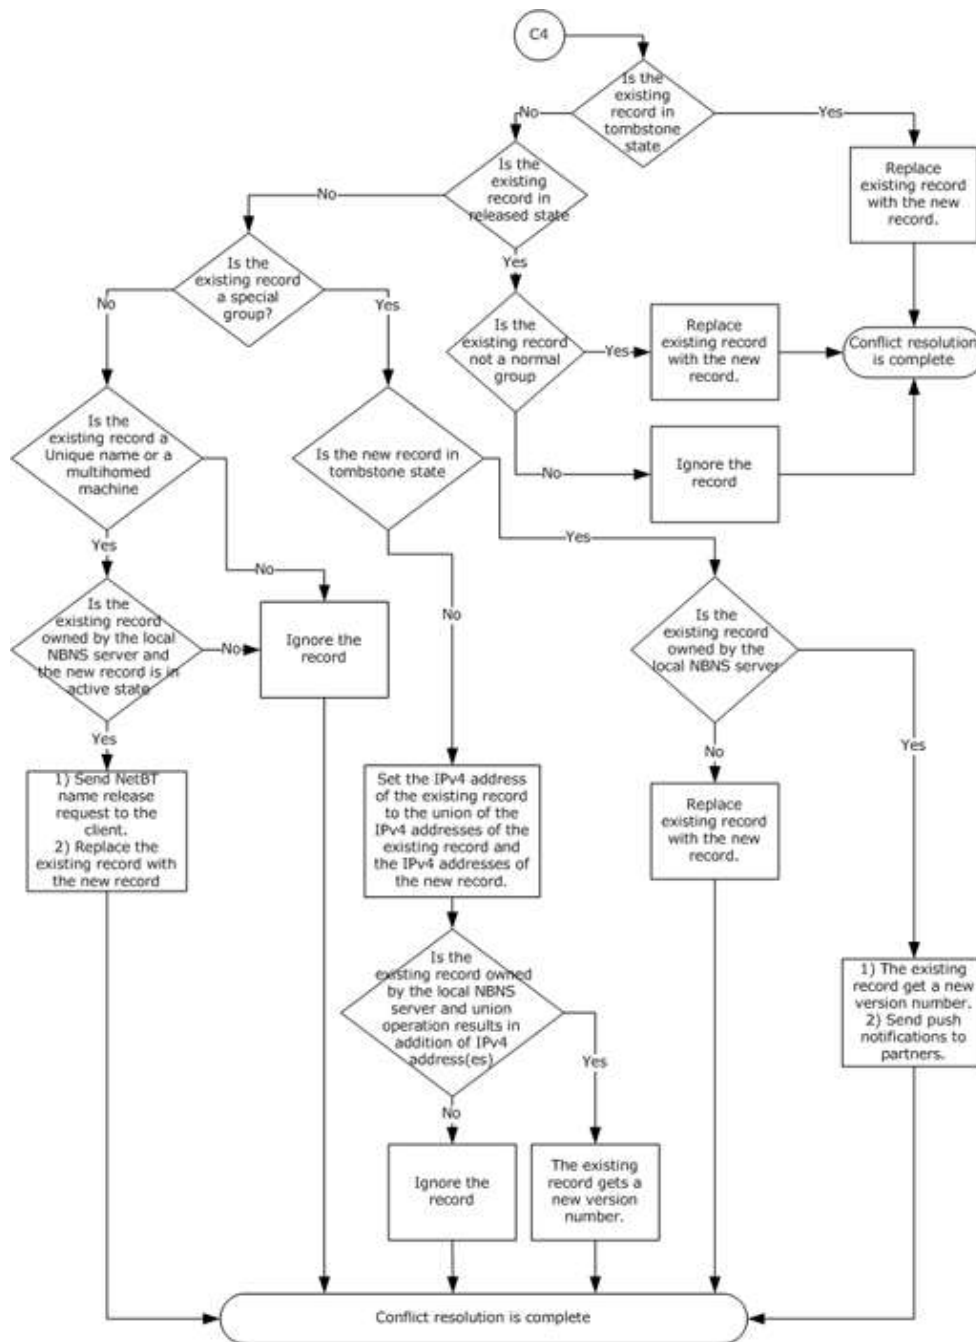 C4
Is the
existing
record in
tombstone
state
No
Yes
Is the
existing
record in
released state
Replace
existing record
with the new
record.
No
Yes
Is the
existing record
a special
group?
No
Yes
Is the
existing record
not a normal
group
Yes
Replace
existing record
with the new
record.
Conflict resolution
is complete
Is the
existing record a
Unique name or a
multihomed
machine
Is the new record in
tombstone state
No
Ignore the
record
Yes
No
Yes
Is the
existing record
owned by the local
NBNS server and
the new record is in
active state
No
Ignore the
record
No
Is the
existing record
owned by the
local NBNS server
Yes
No
Yes
1) Send NetBT
name release
request to the
client.
2) Replace the
existing record with
the new record
Set the IPv4 address
of the existing record
to the union of the
IPv4 addresses of the
existing record and
the IPv4 addresses of
the new record.
Replace
existing record
with the new
record.
Is the
existing record owned
by the local NBNS
server and union
operation results in
addition of IPv4
address(es)
Yes
No
1) The existing
record get a new
version number.
2) Send push
notifications to
partners.
Ignore the
record
The existing
record gets a
new version
number.
Conflict resolution is complete